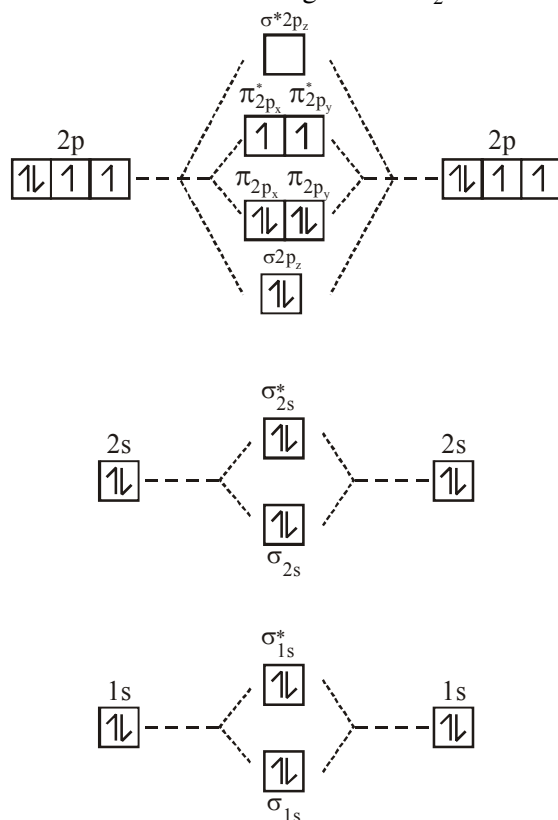 σ*2p_z
π*_2p_x π*_2p_y
2p 2p
π_2p_x π_2p_y
σ2p_z
σ*_2s
2s 2s
σ_2s
σ*_1s
1s 1s
σ_1s